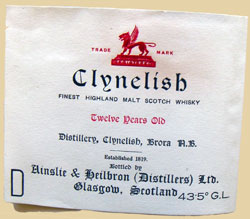 TRADE MARK
Clynelish
FINEST HIGHLAND MALT SCOTCH WHISKY
Twelve Years Old
Distillery, Clynelish, Brora N.B.
Established 1819.
Bottled by
Ainslie & Heilbron (Distillers) Ltd.
Glasgow, Scotland 43·5° G.L